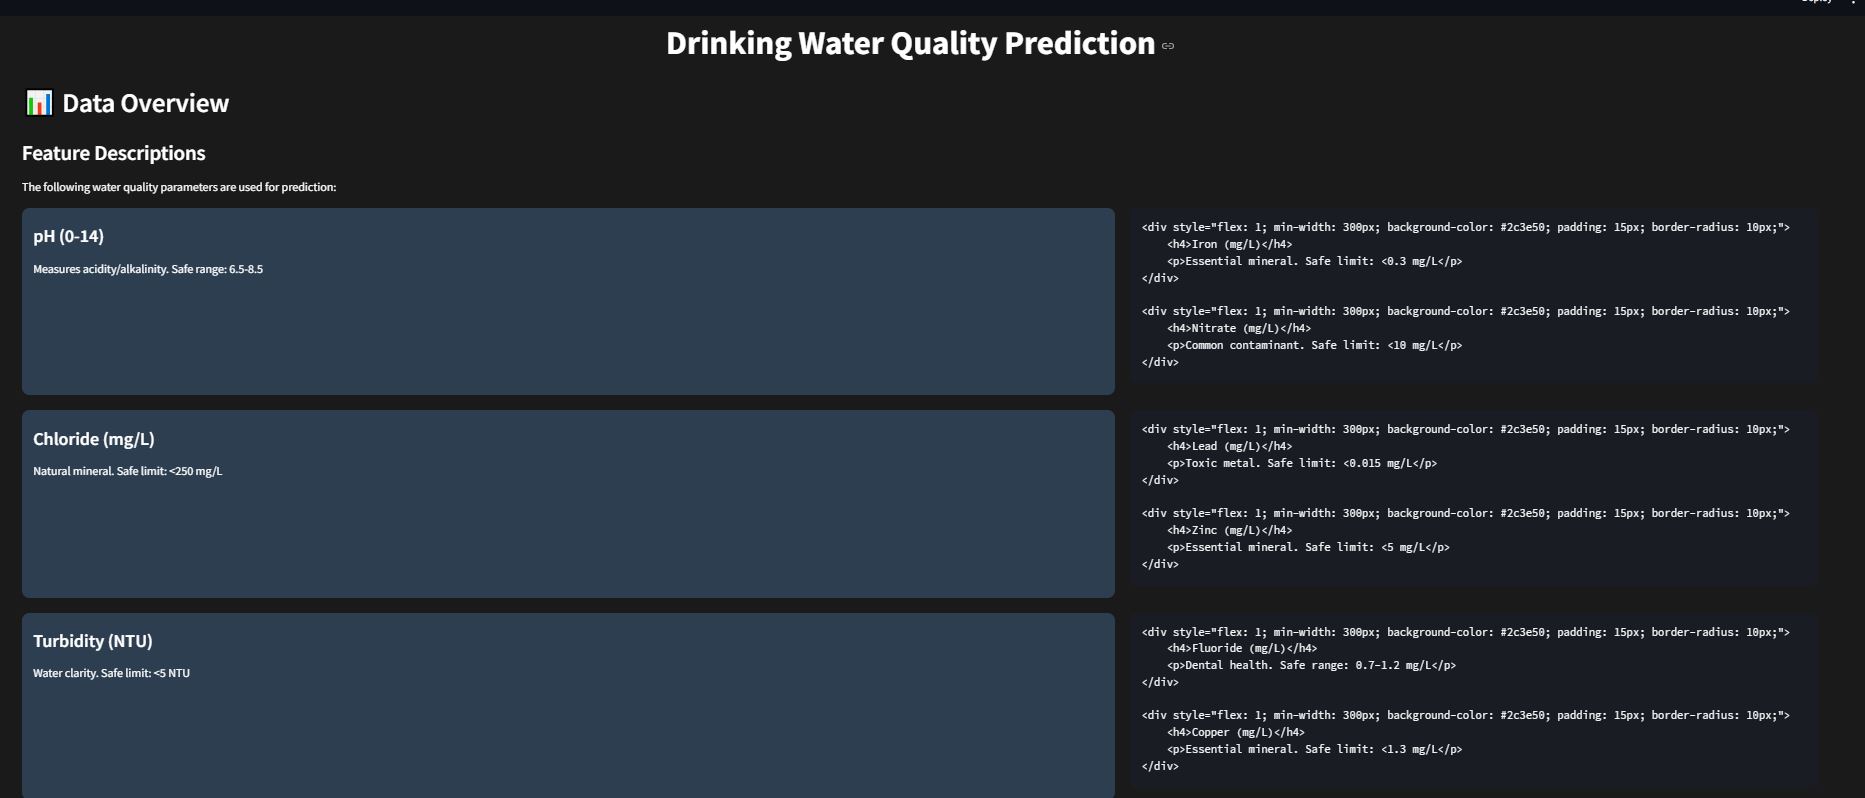 Drinking Water Quality Prediction
Data Overview
Feature Descriptions
The following water quality parameters are used for prediction:
pH (0-14)
Measures acidity/alkalinity. Safe range: 6.5-8.5
<div style="flex: 1; min-width: 300px; background-color: #2c3e50; padding: 15px; border-radius: 10px;">
    <h4>Iron (mg/L)</h4>
    <p>Essential mineral. Safe limit: <0.3 mg/L</p>
</div>
<div style="flex: 1; min-width: 300px; background-color: #2c3e50; padding: 15px; border-radius: 10px;">
    <h4>Nitrate (mg/L)</h4>
    <p>Common contaminant. Safe limit: <10 mg/L</p>
</div>
Chloride (mg/L)
Natural mineral. Safe limit: <250 mg/L
<div style="flex: 1; min-width: 300px; background-color: #2c3e50; padding: 15px; border-radius: 10px;">
    <h4>Lead (mg/L)</h4>
    <p>Toxic metal. Safe limit: <0.015 mg/L</p>
</div>
<div style="flex: 1; min-width: 300px; background-color: #2c3e50; padding: 15px; border-radius: 10px;">
    <h4>Zinc (mg/L)</h4>
    <p>Essential mineral. Safe limit: <5 mg/L</p>
</div>
Turbidity (NTU)
Water clarity. Safe limit: <5 NTU
<div style="flex: 1; min-width: 300px; background-color: #2c3e50; padding: 15px; border-radius: 10px;">
    <h4>Fluoride (mg/L)</h4>
    <p>Dental health. Safe range: 0.7-1.2 mg/L</p>
</div>
<div style="flex: 1; min-width: 300px; background-color: #2c3e50; padding: 15px; border-radius: 10px;">
    <h4>Copper (mg/L)</h4>
    <p>Essential mineral. Safe limit: <1.3 mg/L</p>
</div>